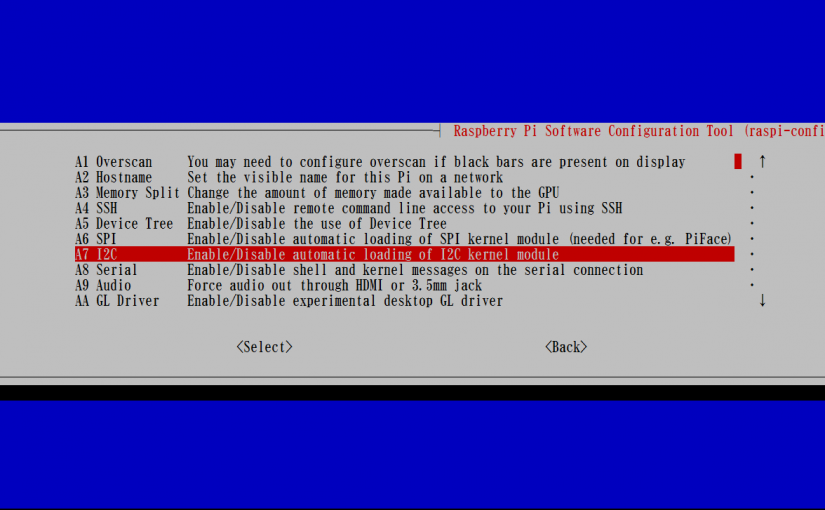 Raspberry Pi Software Configuration Tool (raspi-confi
A1 Overscan You may need to configure overscan if black bars are present on display ↑
A2 Hostname Set the visible name for this Pi on a network
A3 Memory Split Change the amount of memory made available to the GPU
A4 SSH Enable/Disable remote command line access to your Pi using SSH
A5 Device Tree Enable/Disable the use of Device Tree
A6 SPI Enable/Disable automatic loading of SPI kernel module (needed for e.g. PiFace)
A7 I2C Enable/Disable automatic loading of I2C kernel module
A8 Serial Enable/Disable shell and kernel messages on the serial connection
A9 Audio Force audio out through HDMI or 3.5mm jack
AA GL Driver Enable/Disable experimental desktop GL driver ↓
<Select> <Back>